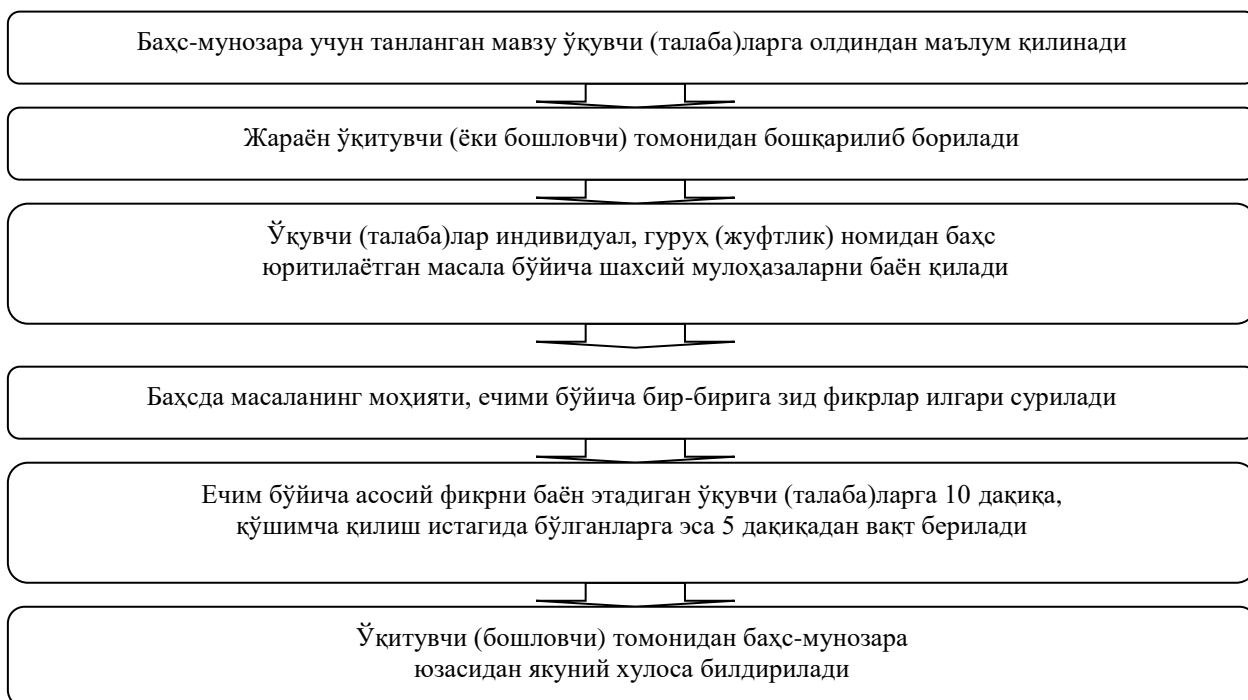 Баҳс-мунозара учун танланган мавзу ўқувчи (талаба)ларга олдиндан маълум қилинади
Жараён ўқитувчи (ёки бошловчи) томонидан бошқарилиб борилади
Ўқувчи (талаба)лар индивидуал, гуруҳ (жуфтлик) номидан баҳс
юритилаётган масала бўйича шахсий мулоҳазаларни баён қилади
Баҳсда масаланинг моҳияти, ечими бўйича бир-бирига зид фикрлар илгари сурилади
Ечим бўйича асосий фикрни баён этадиган ўқувчи (талаба)ларга 10 дақиқа,
қўшимча қилиш истагида бўлганларга эса 5 дақиқадан вақт берилади
Ўқитувчи (бошловчи) томонидан баҳс-мунозара
юзасидан якуний хулоса билдирилади